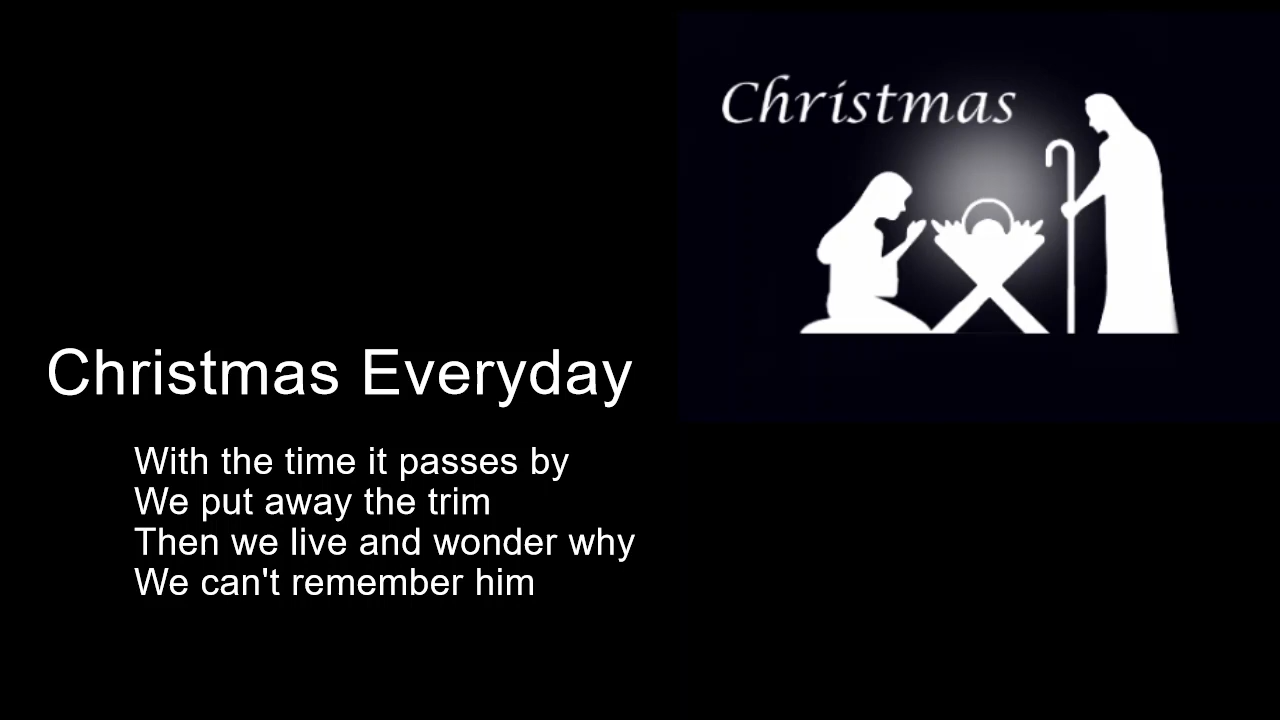 Christmas
Christmas Everyday
With the time it passes by
We put away the trim
Then we live and wonder why
We can't remember him